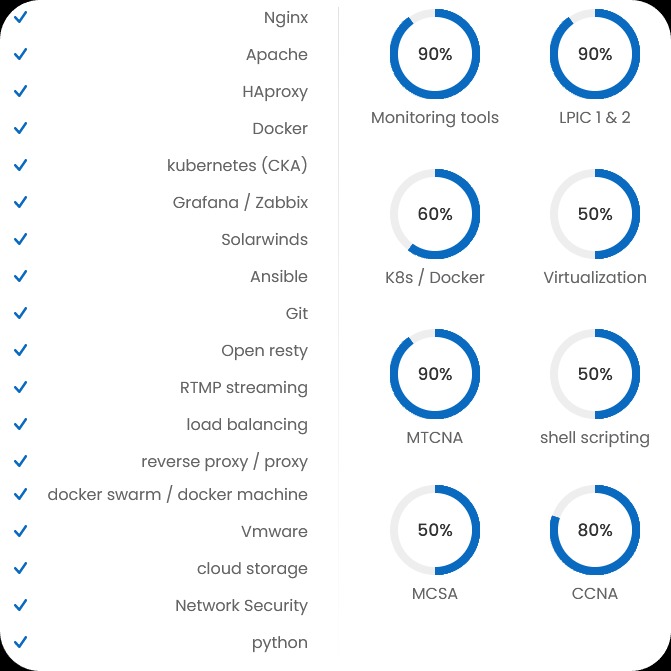 Nginx
Apache
HAproxy
Docker
kubernetes (CKA)
Grafana / Zabbix
Solarwinds
Ansible
Git
Open resty
RTMP streaming
load balancing
reverse proxy / proxy
docker swarm / docker machine
Vmware
cloud storage
Network Security
python
90%
Monitoring tools
90%
LPIC 1 & 2
60%
K8s / Docker
50%
Virtualization
90%
MTCNA
50%
shell scripting
50%
MCSA
80%
CCNA